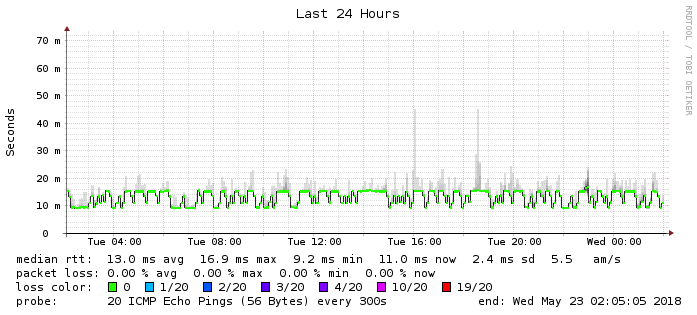 Last 24 Hours
RRDTOOL / TOBI OETIKER
Seconds
70 m
60 m
50 m
40 m
30 m
20 m
10 m
0
Tue 04:00 Tue 08:00 Tue 12:00 Tue 16:00 Tue 20:00 Wed 00:00
median rtt: 13.0 ms avg 16.9 ms max 9.2 ms min 11.0 ms now 2.4 ms sd 5.5 am/s
packet loss: 0.00 % avg 0.00 % max 0.00 % min 0.00 % now
loss color: 0 1/20 2/20 3/20 4/20 10/20 19/20
probe: 20 ICMP Echo Pings (56 Bytes) every 300s end: Wed May 23 02:05:05 2018